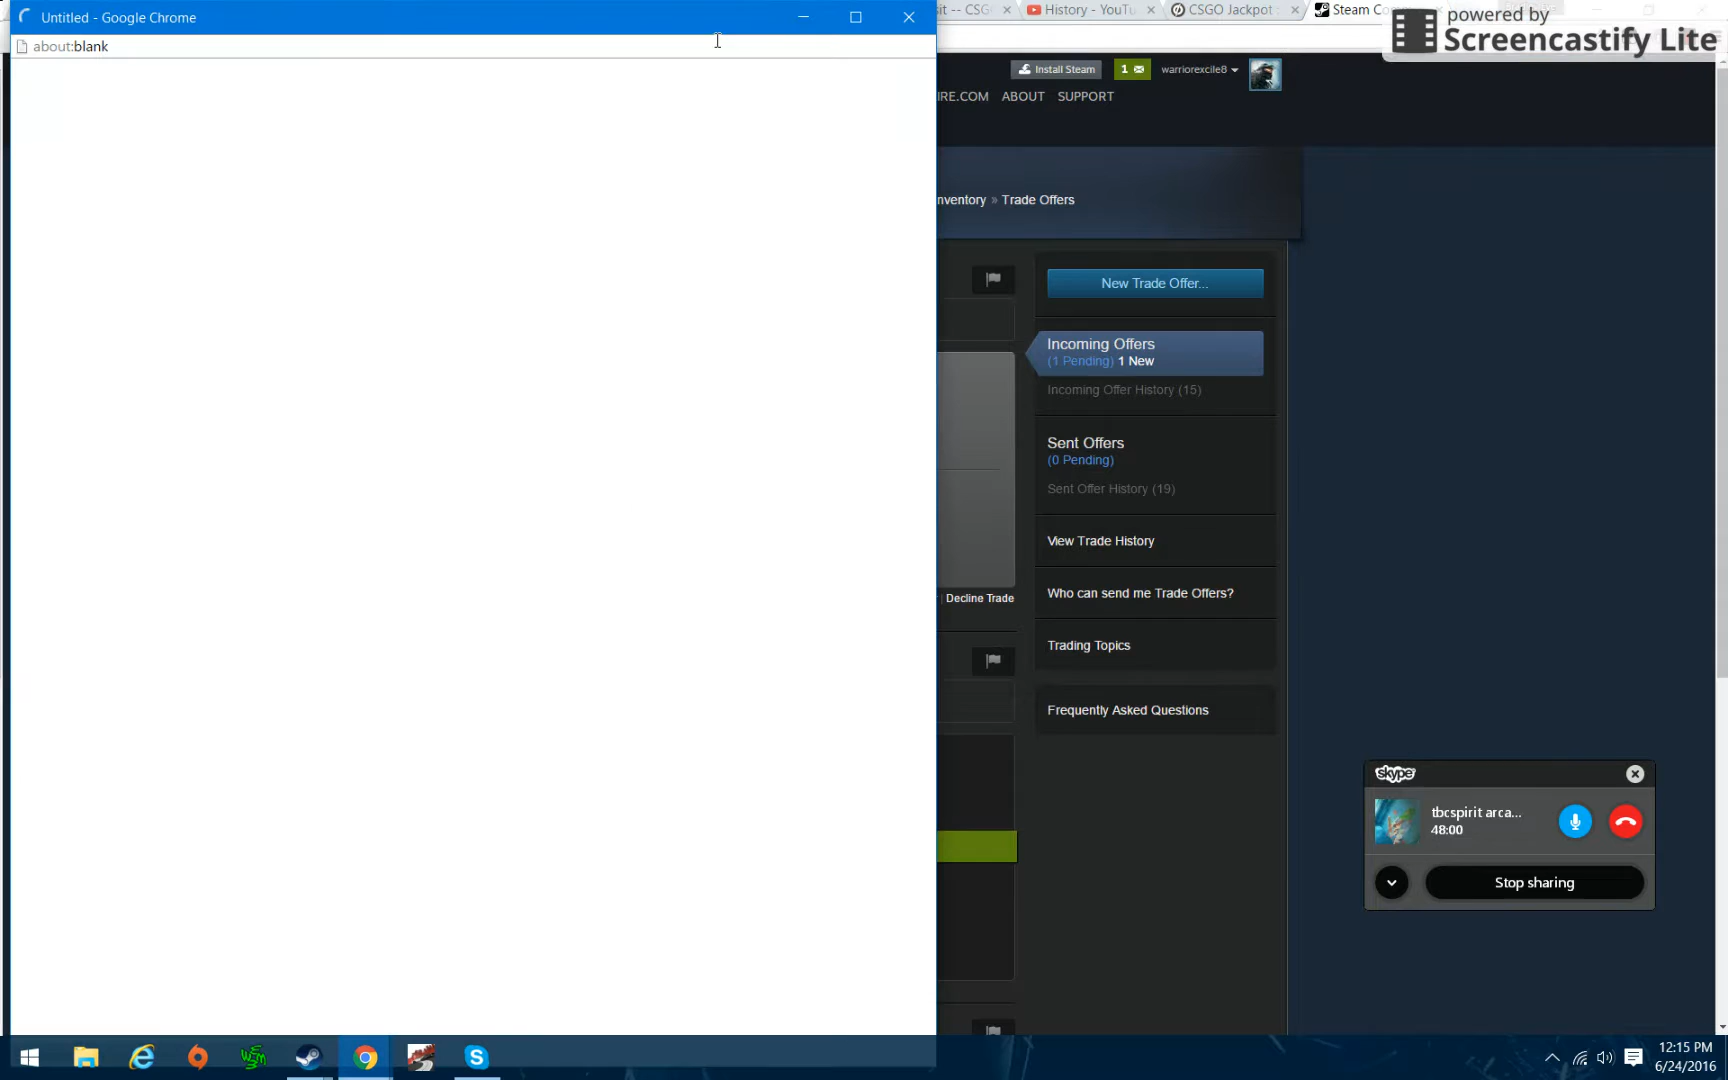 Untitled - Google Chrome
sit -- CSG
History - YouTu
CSGO Jackpot
Steam Com
powered by
Screencastify Lite
about:blank
Install Steam
1
warriorexcile8
IRE.COM
ABOUT
SUPPORT
nventory » Trade Offers
New Trade Offer...
Incoming Offers
(1 Pending) 1 New
Incoming Offer History (15)
Sent Offers
(0 Pending)
Sent Offer History (19)
View Trade History
| Decline Trade
Who can send me Trade Offers?
Trading Topics
Frequently Asked Questions
skype
tbcspirit arca...
48:00
Stop sharing
12:15 PM
6/24/2016